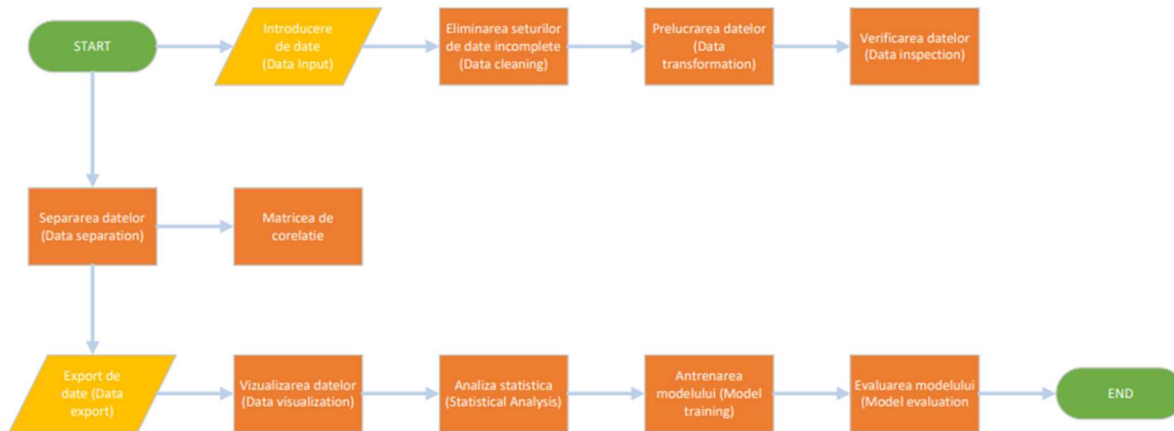 START
Introducere
de date
(Data Input)
Eliminarea seturilor
de date incomplete
(Data cleaning)
Prelucrarea datelor
(Data
transformation)
Verificarea datelor
(Data inspection)
Separarea datelor
(Data separation)
Matricea de
corelatie
Export de
date (Data
export)
Vizualizarea datelor
(Data visualization)
Analiza statistica
(Statistical Analysis)
Antrenarea
modelului (Model
training)
Evaluarea modelului
(Model evaluation
END